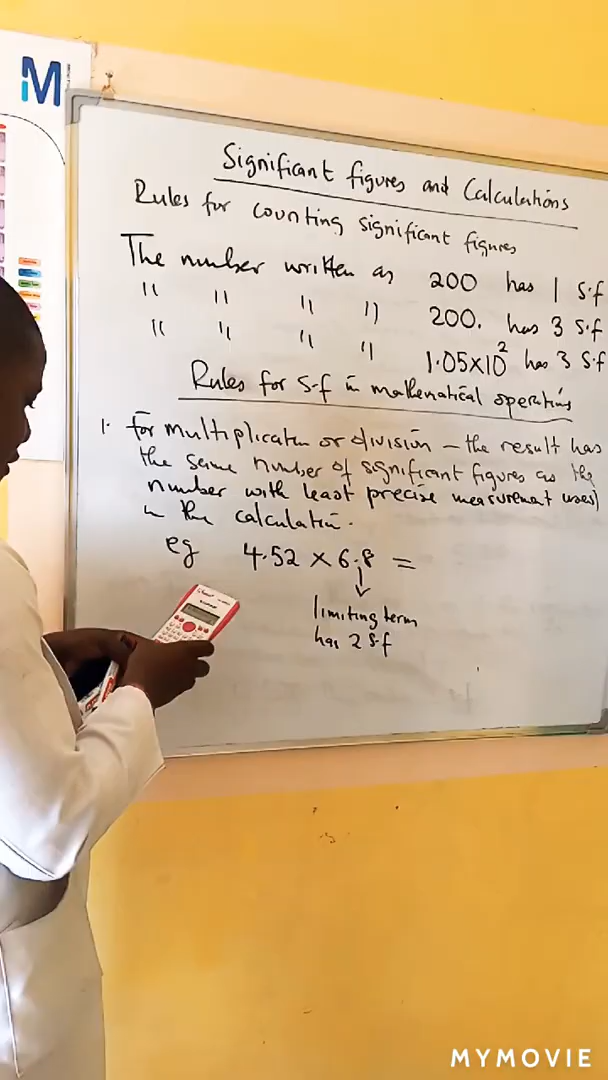 M
Significant figures and Calculations
Rules for counting significant figures
The number written as 200 has 1 s.f
" " " " 200. has 3 s.f
" " " " 1.05x10² has 3 s.f
Rules for s.f in mathematical operations
1. for multiplication or division - the result has
the same number of significant figures as the
number with least precise measurement used
in the calculation.
eg 4.52 x 6.8 =
limiting term
has 2 s.f
MYMOVIE